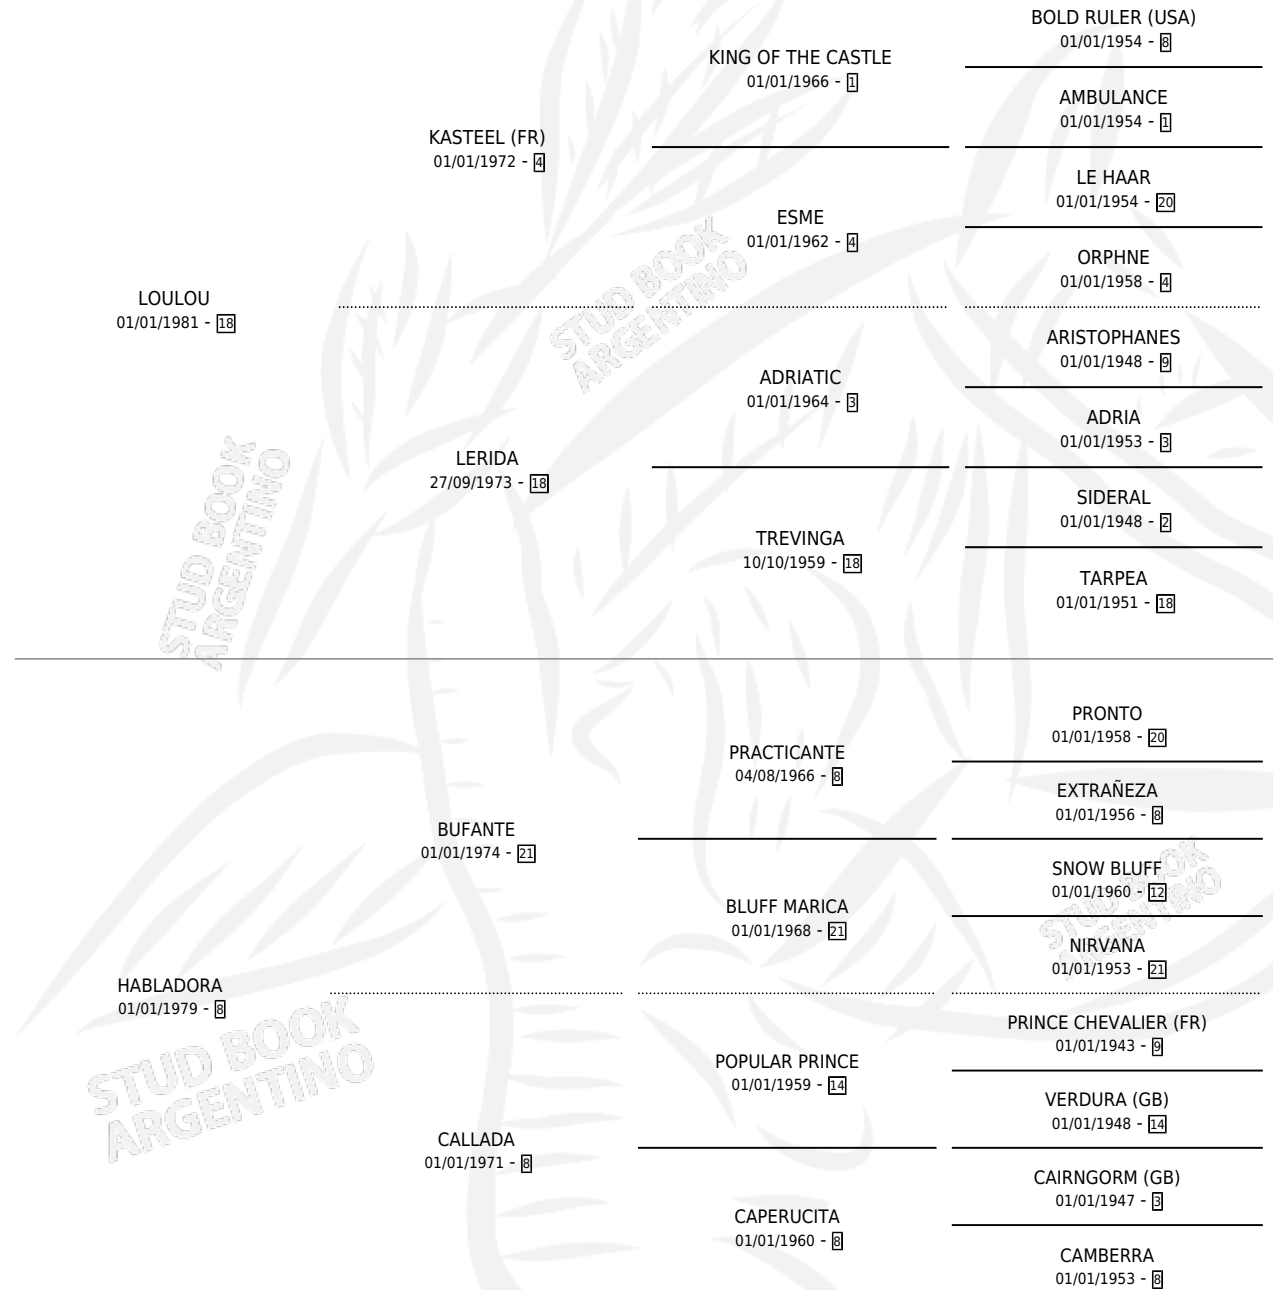 BOLD RULER (USA)
01/01/1954 - 8
KING OF THE CASTLE
01/01/1966 - 1
AMBULANCE
01/01/1954 - 1
KASTEEL (FR)
01/01/1972 - 4
LE HAAR
01/01/1954 - 20
ESME
01/01/1962 - 4
ORPHNE
01/01/1958 - 4
LOULOU
01/01/1981 - 18
ARISTOPHANES
01/01/1948 - 9
ADRIATIC
01/01/1964 - 3
ADRIA
01/01/1953 - 3
LERIDA
27/09/1973 - 18
SIDERAL
01/01/1948 - 2
TREVINGA
10/10/1959 - 18
TARPEA
01/01/1951 - 18
PRONTO
01/01/1958 - 20
PRACTICANTE
04/08/1966 - 8
EXTRAÑEZA
01/01/1956 - 8
BUFANTE
01/01/1974 - 21
SNOW BLUFF
01/01/1960 - 12
BLUFF MARICA
01/01/1968 - 21
NIRVANA
01/01/1953 - 21
HABLADORA
01/01/1979 - 8
PRINCE CHEVALIER (FR)
01/01/1943 - 9
POPULAR PRINCE
01/01/1959 - 14
VERDURA (GB)
01/01/1948 - 14
CALLADA
01/01/1971 - 8
CAIRNGORM (GB)
01/01/1947 - 3
CAPERUCITA
01/01/1960 - 8
CAMBERRA
01/01/1953 - 8
STUD BOOK
ARGENTINO
STUD BOOK
ARGENTINO
STUD BOOK
ARGENTINO
STUD BOOK
ARGENTINO